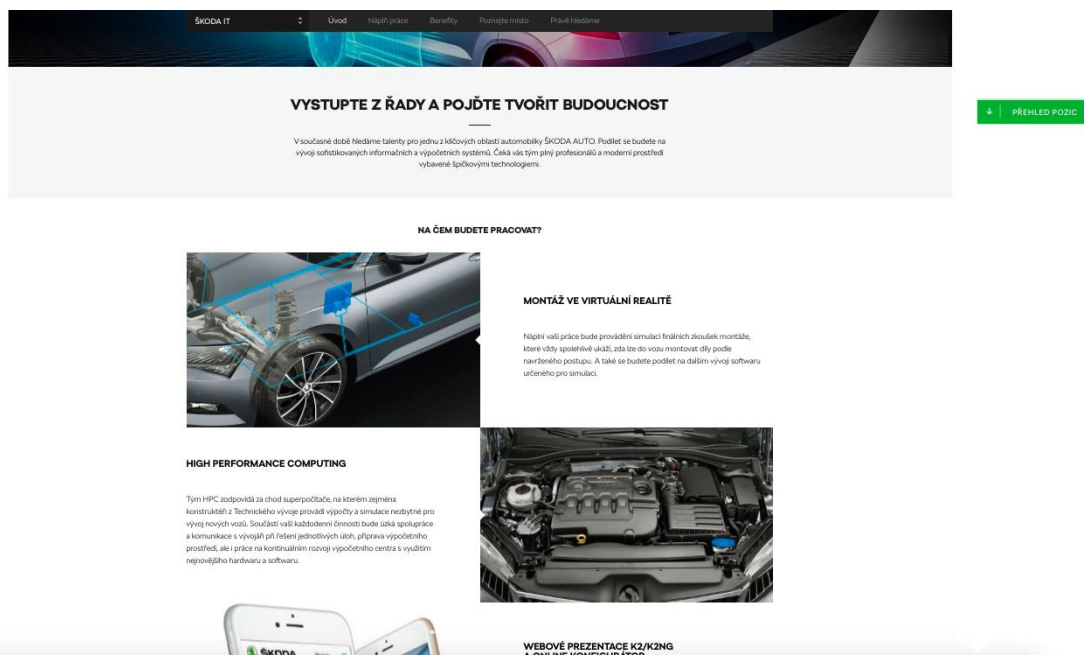 ŠKODA IT
Úvod
Náplň práce
Benefity
Poznejte místo
Právě hledáme
VYSTUPTE Z ŘADY A POJĎTE TVOŘIT BUDOUCNOST
PŘEHLED POZIC
V současné době hledáme talenty pro jednu z klíčových oblastí automobilky ŠKODA AUTO. Podílet se budete na
vývoji sofistikovaných informačních a výpočetních systémů. Čeká vás tým plný profesionálů a moderní prostředí
vybavené špičkovými technologiemi.
NA ČEM BUDETE PRACOVAT?
MONTÁŽ VE VIRTUÁLNÍ REALITĚ
Náplní vaší práce bude provádění simulací finálních zkoušek montáže,
které vždy spolehlivě ukáží, zda lze do vozu montovat díly podle
navrženého postupu. A také se budete podílet na dalším vývoji softwaru
určeného pro simulaci.
HIGH PERFORMANCE COMPUTING
Tým HPC zodpovídá za chod superpočítače, na kterém zejména
konstruktéři z Technického vývoje provádí výpočty a simulace nezbytné pro
vývoj nových vozů. Součástí vaší každodenní činnosti bude úzká spolupráce
a komunikace s vývojáři při řešení jednotlivých úloh, příprava výpočetního
prostředí, ale i práce na kontinuálním rozvoji výpočetního centra s využitím
nejnovějšího hardwaru a softwaru.
ŠKODA
WEBOVÉ PREZENTACE K2/K2NG
A ONLINE KONFIGURÁTOR